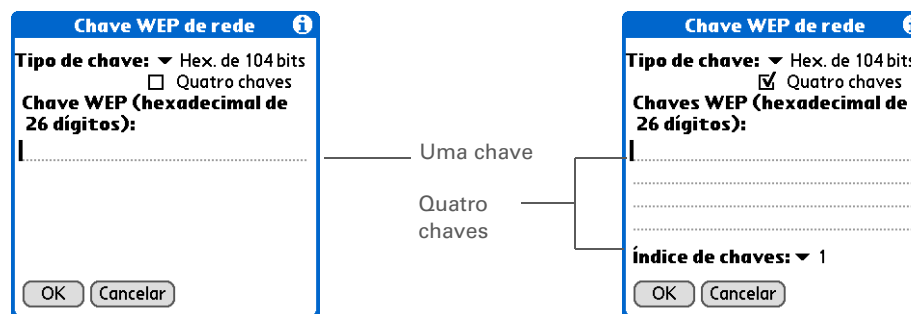 Chave WEP de rede
Tipo de chave: Hex. de 104 bits
Quatro chaves
Chave WEP (hexadecimal de
26 dígitos):
OK Cancelar
Uma chave
Quatro
chaves
Chave WEP de rede
Tipo de chave: Hex. de 104 bits
Quatro chaves
Chaves WEP (hexadecimal de
26 dígitos):
Índice de chaves: 1
OK Cancelar